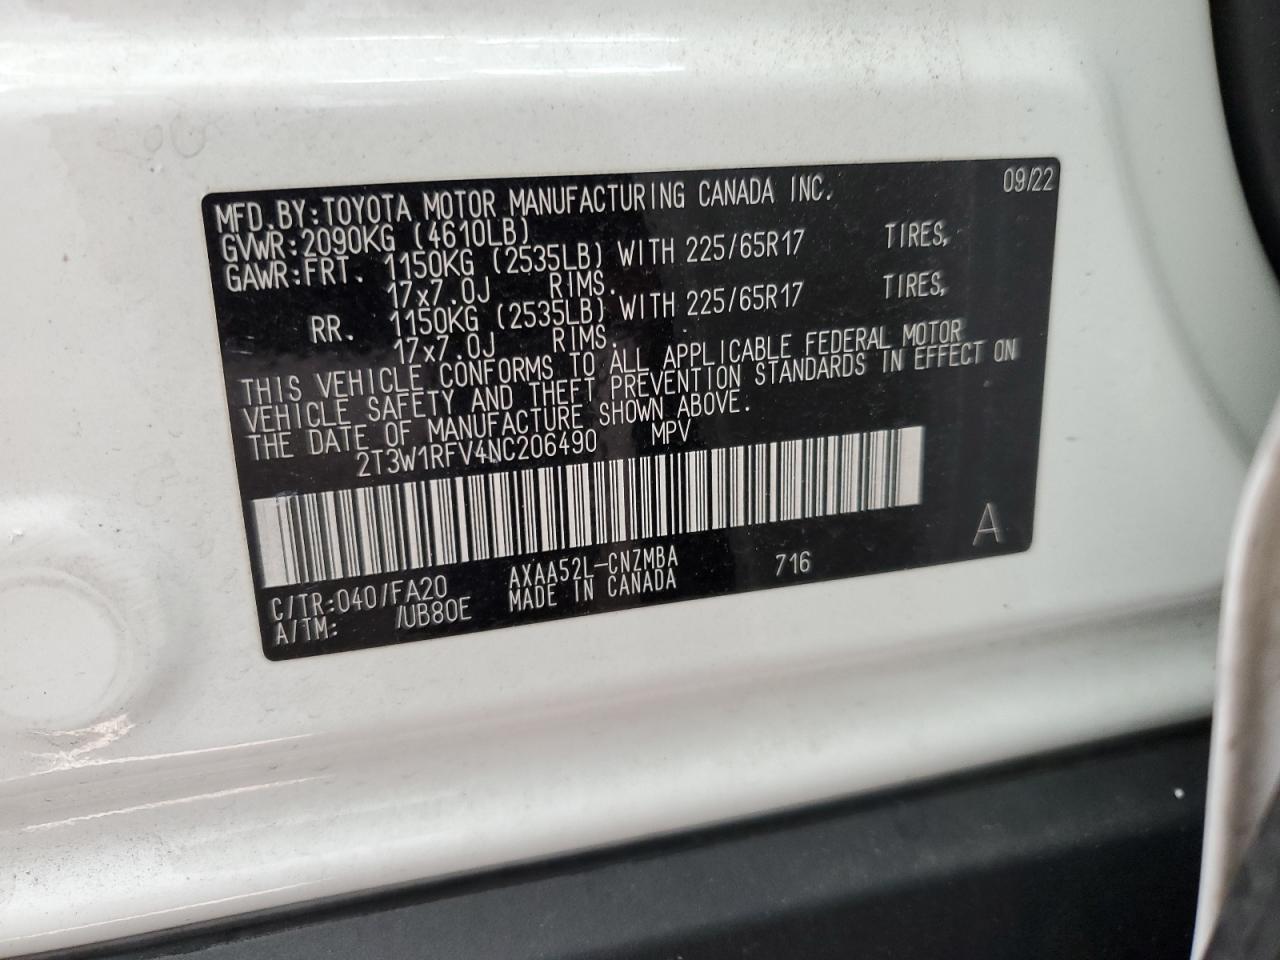 MFD.BY:TOYOTA MOTOR MANUFACTURING CANADA INC. 09/22
GVWR:2090KG (4610LB)
GAWR:FRT. 1150KG (2535LB) WITH 225/65R17 TIRES,
17x7.0J RIMS.
RR. 1150KG (2535LB) WITH 225/65R17 TIRES,
17x7.0J RIMS.
THIS VEHICLE CONFORMS TO ALL APPLICABLE FEDERAL MOTOR
VEHICLE SAFETY AND THEFT PREVENTION STANDARDS IN EFFECT ON
THE DATE OF MANUFACTURE SHOWN ABOVE.
2T3W1RFV4NC206490 MPV
C/TR:040/FA20 AXAA52L-CNZMBA 716 A
A/TM: /UB80E MADE IN CANADA